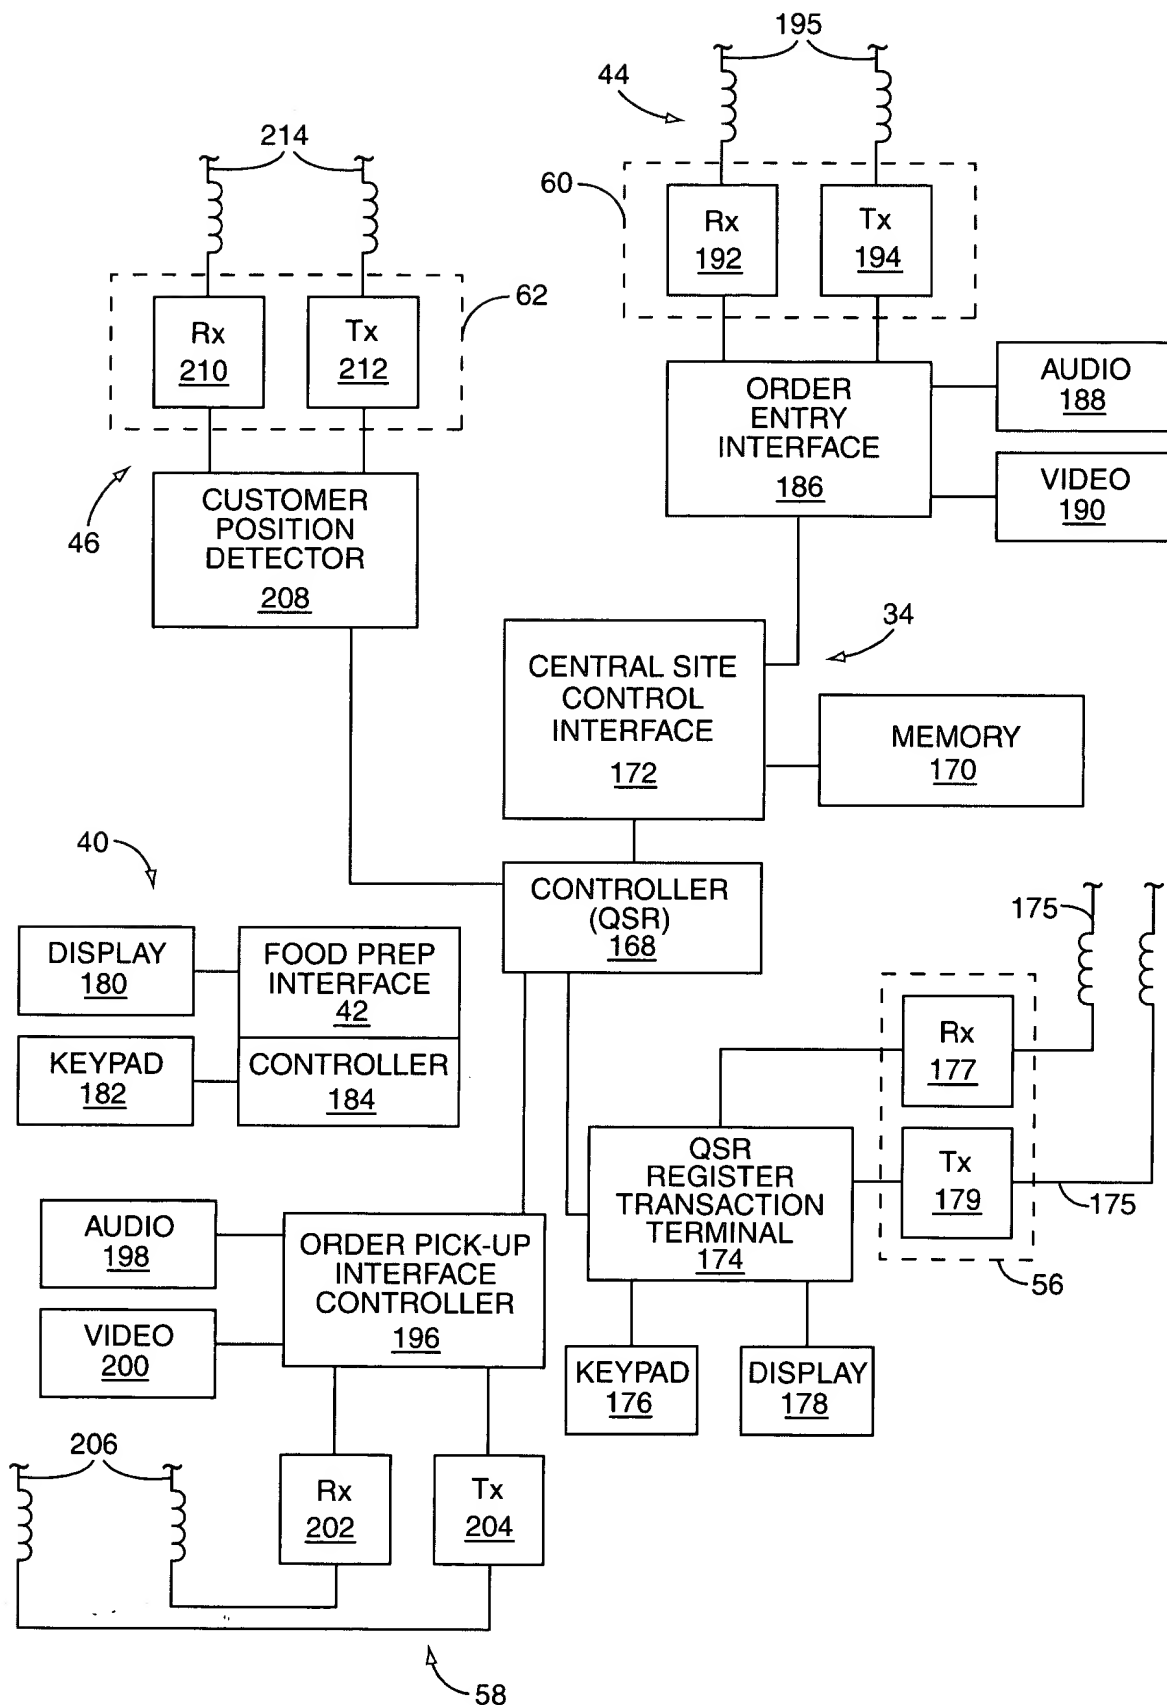 195
44
214
60
Rx
192
Tx
194
62
Rx
210
Tx
212
ORDER
ENTRY
INTERFACE
186
AUDIO
188
VIDEO
190
46
CUSTOMER
POSITION
DETECTOR
208
34
CENTRAL SITE
CONTROL
INTERFACE
172
MEMORY
170
40
CONTROLLER
(QSR)
168
175
DISPLAY
180
FOOD PREP
INTERFACE
42
KEYPAD
182
CONTROLLER
184
Rx
177
Tx
179
175
56
QSR
REGISTER
TRANSACTION
TERMINAL
174
AUDIO
198
VIDEO
200
ORDER PICK-UP
INTERFACE
CONTROLLER
196
KEYPAD
176
DISPLAY
178
206
Rx
202
Tx
204
58